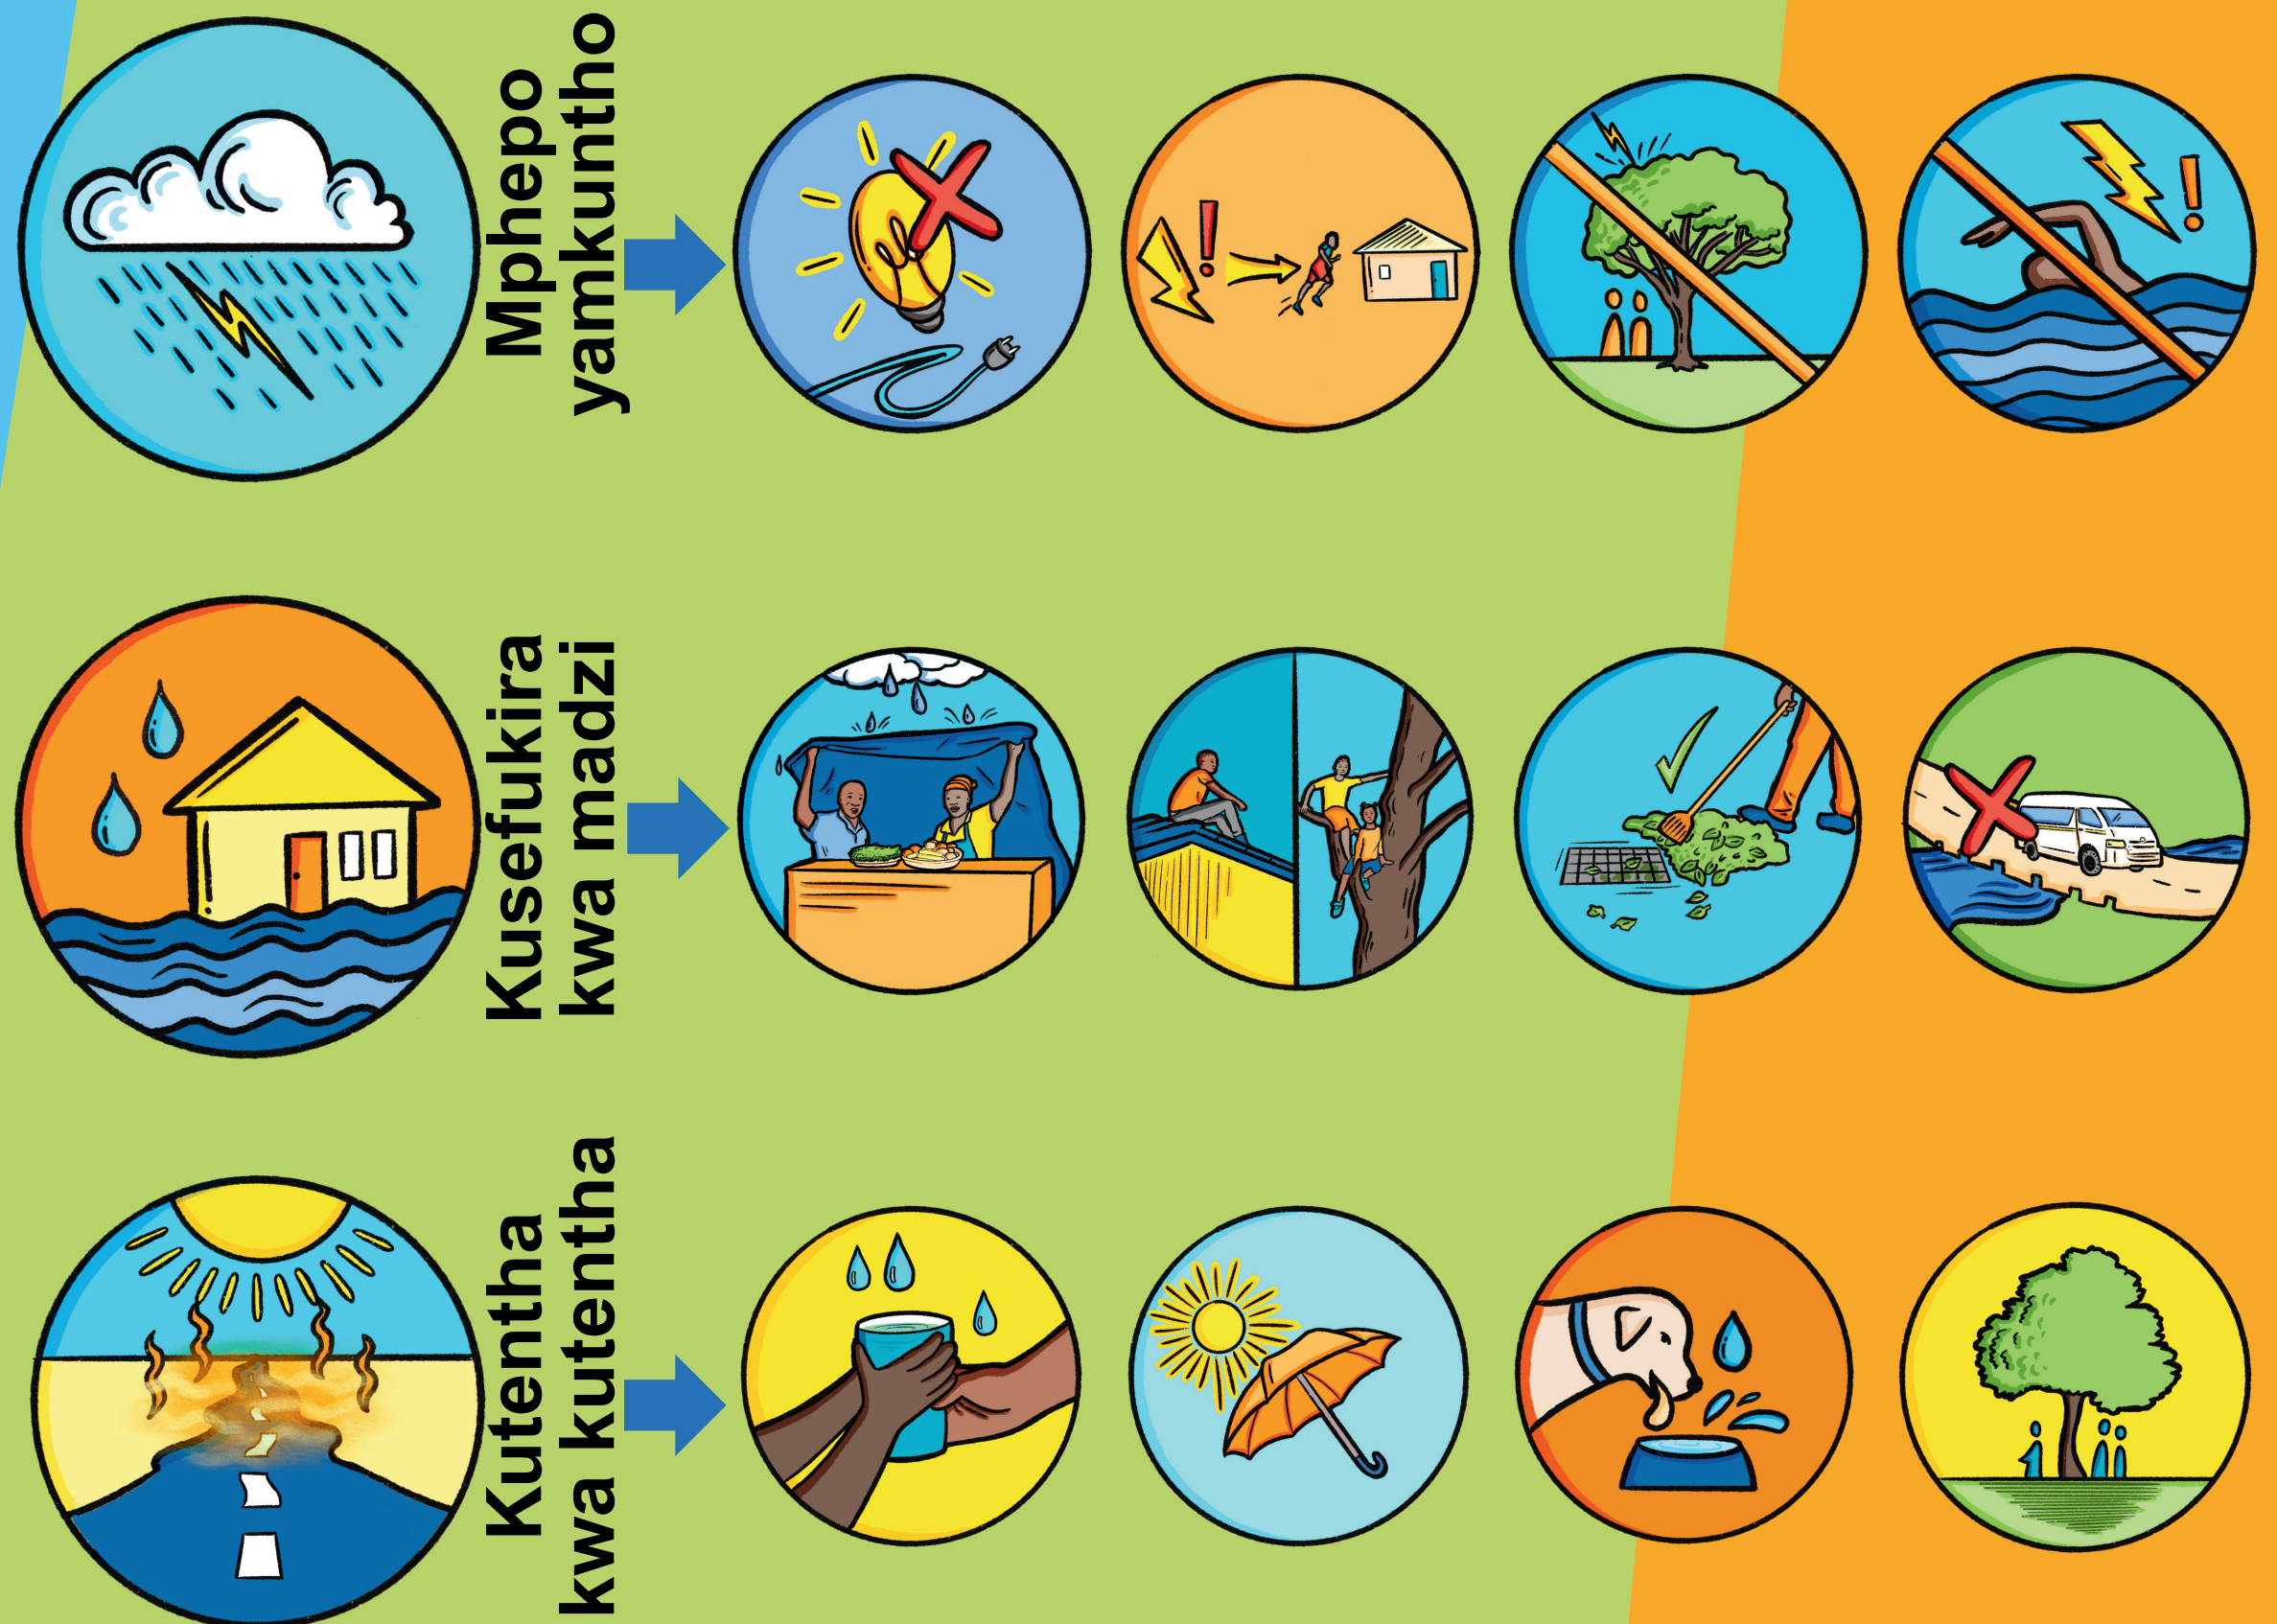 Mphepo
yamkuntho
Kusefukira
kwa madzi
Kutentha
kwa kutentha